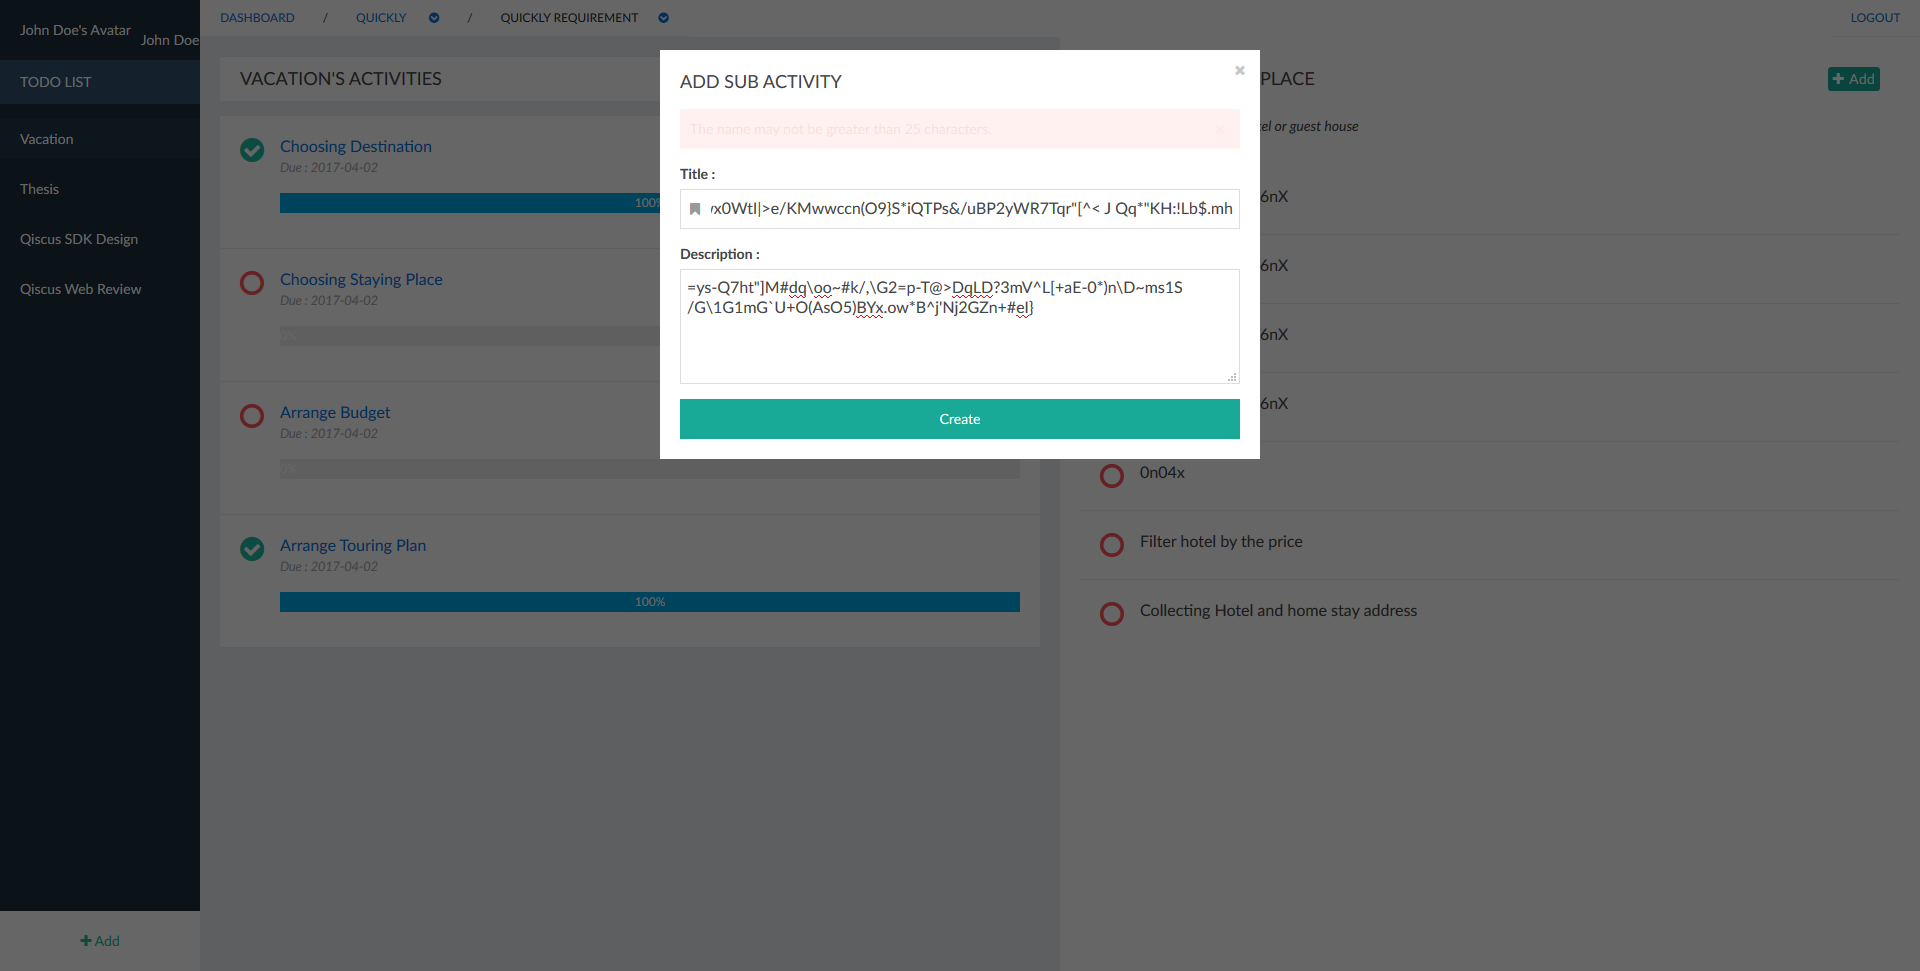 John Doe's Avatar
John Doe
TODO LIST
Vacation
Thesis
Qiscus SDK Design
Qiscus Web Review
+ Add
DASHBOARD / QUICKLY / QUICKLY REQUIREMENT
LOGOUT
VACATION'S ACTIVITIES
Choosing Destination
Due : 2017-04-02
100%
Choosing Staying Place
Due : 2017-04-02
0%
Arrange Budget
Due : 2017-04-02
0%
Arrange Touring Plan
Due : 2017-04-02
100%
ADD SUB ACTIVITY
The name may not be greater than 25 characters.
Title :
x0WtI|>e/KMwwccn(O9}S*iQTPs&/uBP2yWR7Tqr"[^< J Qq*"KH:!Lb$.mh
Description :
=ys-Q7ht"]M#dq\oo~#k/,\G2=p-T@>DqLD?3mV^L[+aE-0*)n\D~ms1S
/G\1G1mG`U+O(AsO5)BYx.ow*B^j'Nj2GZn+#eI}
Create
PLACE
+ Add
or guest house
6nX
6nX
6nX
6nX
0n04x
Filter hotel by the price
Collecting Hotel and home stay address